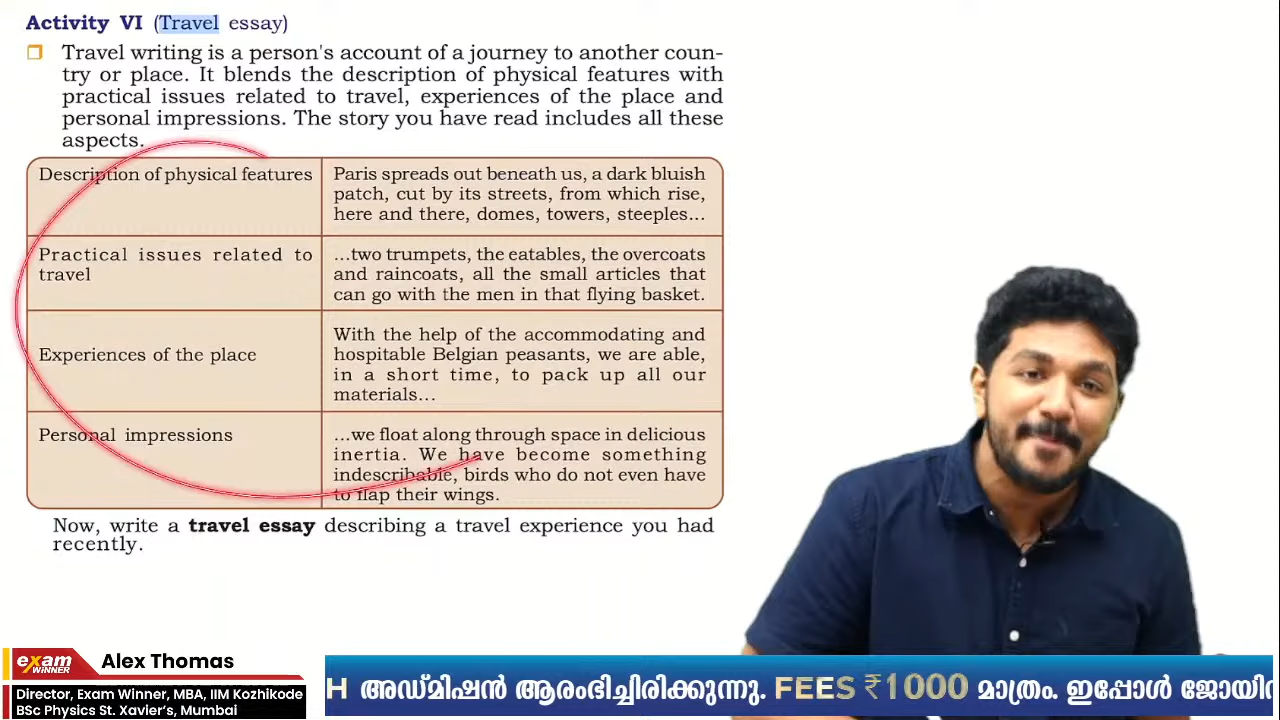 Activity VI (Travel essay)
❐ Travel writing is a person's account of a journey to another coun-
try or place. It blends the description of physical features with
practical issues related to travel, experiences of the place and
personal impressions. The story you have read includes all these
aspects.
Description of physical features
Paris spreads out beneath us, a dark bluish
patch, cut by its streets, from which rise,
here and there, domes, towers, steeples...
Practical issues related to
travel
...two trumpets, the eatables, the overcoats
and raincoats, all the small articles that
can go with the men in that flying basket.
Experiences of the place
With the help of the accommodating and
hospitable Belgian peasants, we are able,
in a short time, to pack up all our
materials...
Personal impressions
...we float along through space in delicious
inertia. We have become something
indescribable, birds who do not even have
to flap their wings.
Now, write a travel essay describing a travel experience you had
recently.
exam
WINNER
Alex Thomas
Director, Exam Winner, MBA, IIM Kozhikode
BSc Physics St. Xavier's, Mumbai
H അഡ്മിഷൻ ആരംഭിച്ചിരിക്കുന്നു. FEES ₹1000 മാത്രം. ഇപ്പോൾ